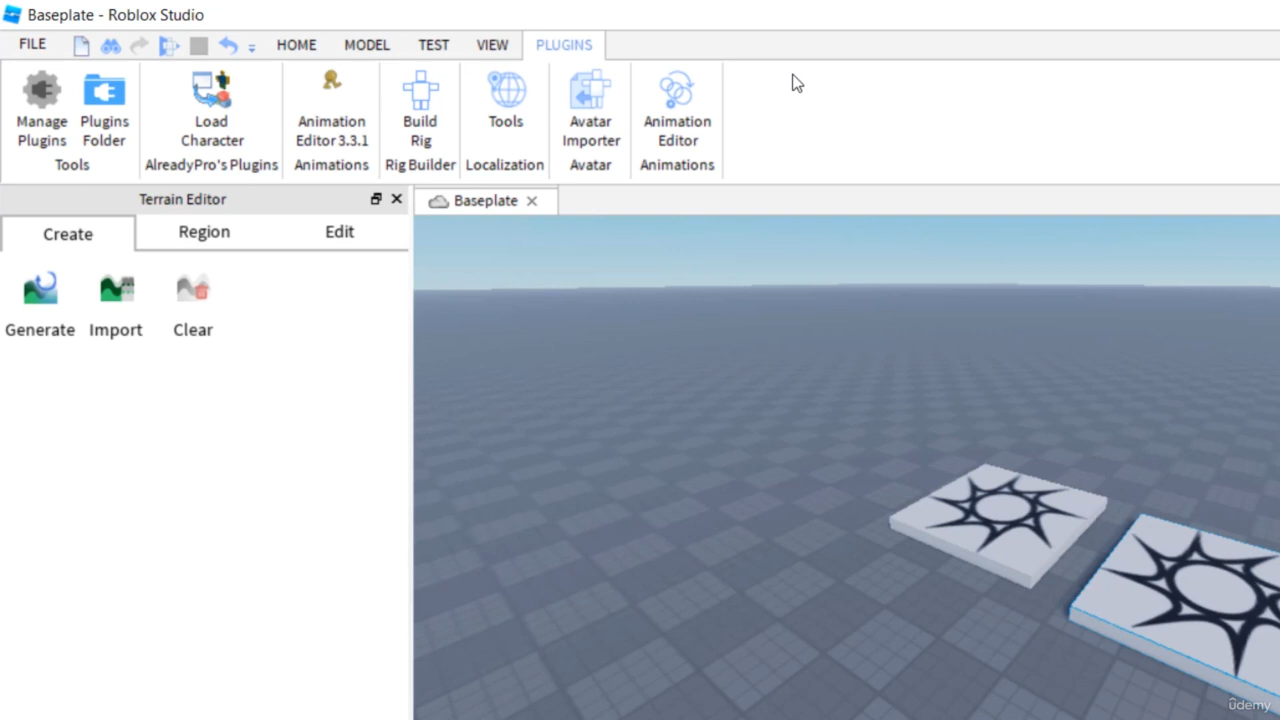 Baseplate - Roblox Studio
FILE HOME MODEL TEST VIEW PLUGINS
Manage Plugins
Plugins Folder
Tools
Load Character
AlreadyPro's Plugins
Animation Editor 3.3.1
Animations
Build Rig
Rig Builder
Tools
Localization
Avatar Importer
Avatar
Animation Editor
Animations
Terrain Editor
Baseplate
Create Region Edit
Generate Import Clear
ûdemy